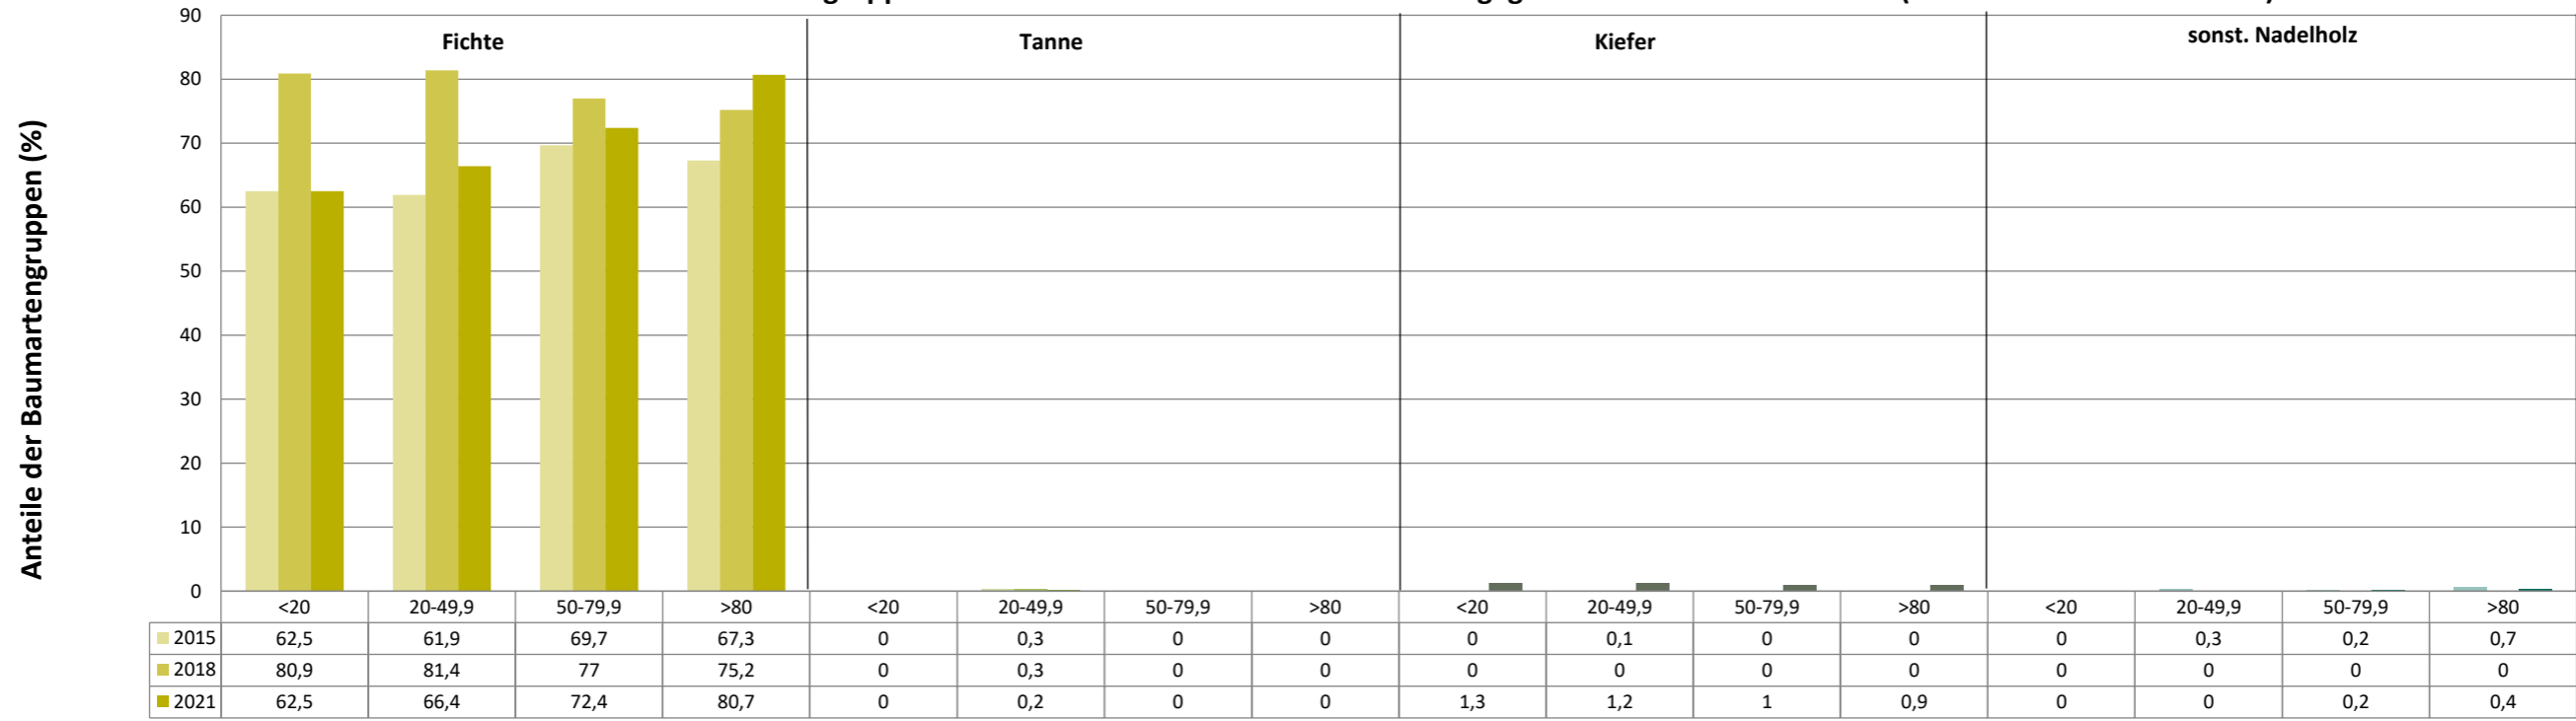 90
Fichte
Tanne
Kiefer
sonst. Nadelholz
80
70
60
50
40
30
20
10
0
Anteile der Baumartengruppen (%)
<20 20-49,9 50-79,9 >80 <20 20-49,9 50-79,9 >80 <20 20-49,9 50-79,9 >80 <20 20-49,9 50-79,9 >80
2015 62,5 61,9 69,7 67,3 0 0,3 0 0 0 0,1 0 0 0 0,3 0,2 0,7
2018 80,9 81,4 77 75,2 0 0,3 0 0 0 0 0 0 0 0 0 0
2021 62,5 66,4 72,4 80,7 0 0,2 0 0 1,3 1,2 1 0,9 0 0 0,2 0,4